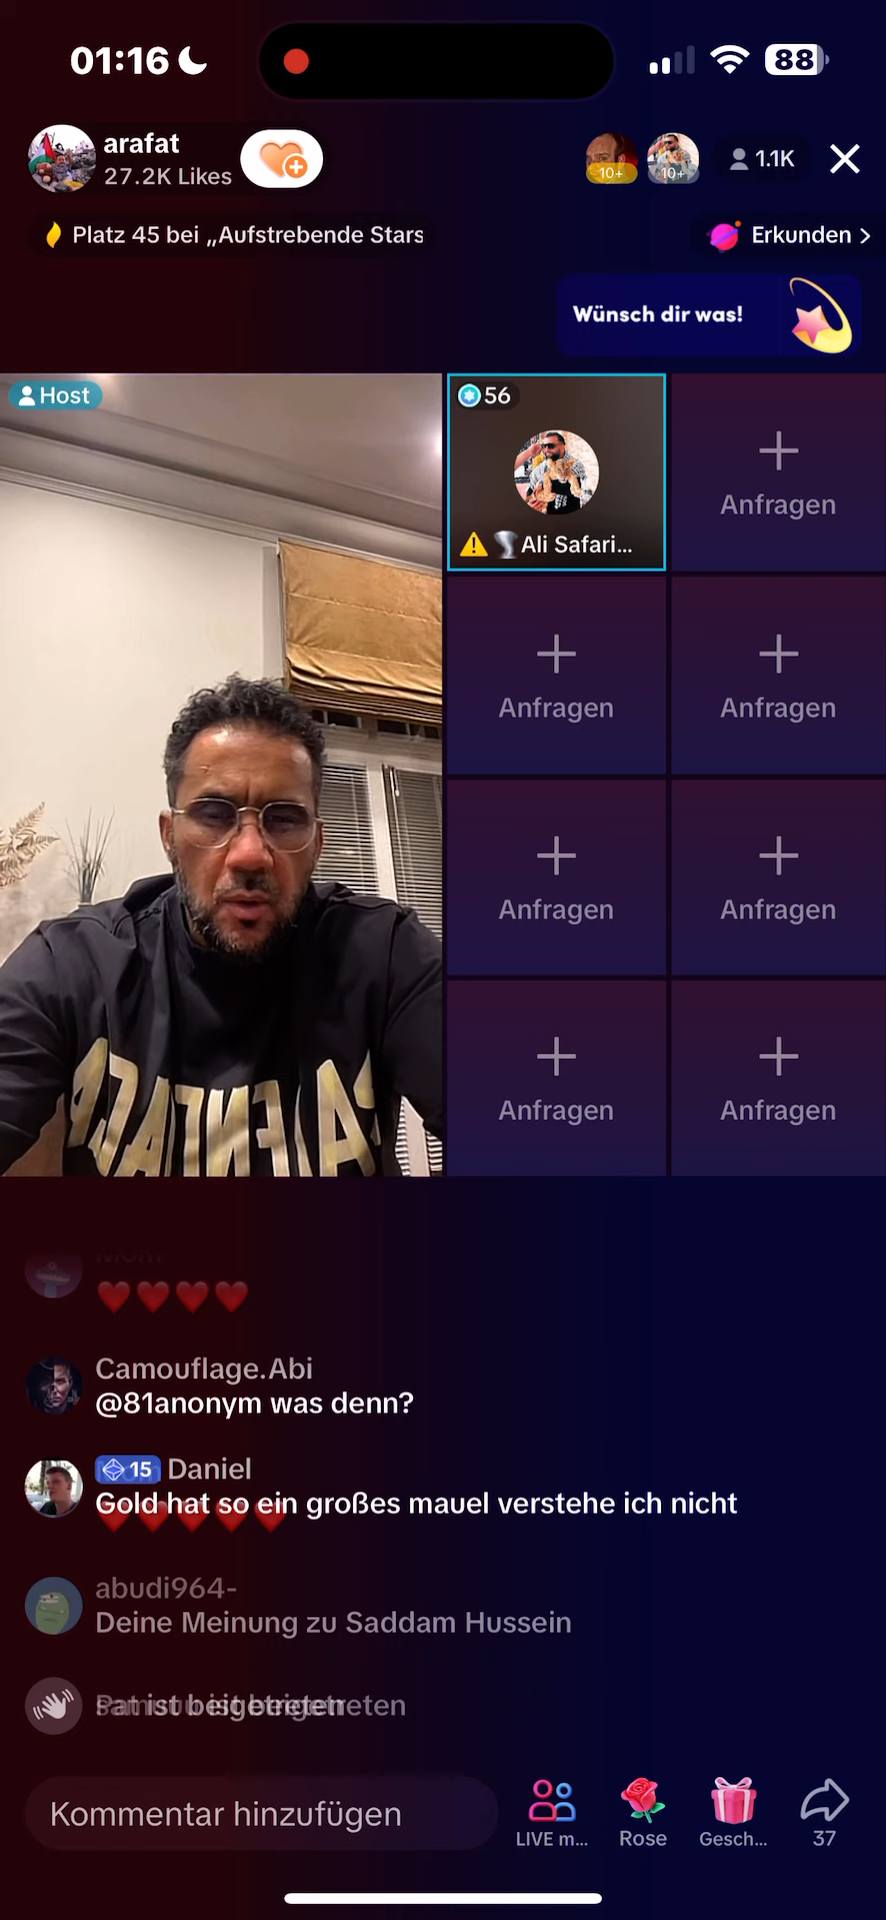 01:16
88
arafat
27.2K Likes
10+
10+
1.1K
Platz 45 bei „Aufstrebende Stars
Erkunden >
Wünsch dir was!
Host
56
Ali Safari...
Anfragen
Anfragen
Anfragen
Anfragen
Anfragen
Anfragen
Anfragen
Camouflage.Abi
@81anonym was denn?
15 Daniel
Gold hat so ein großes mauel verstehe ich nicht
abudi964-
Deine Meinung zu Saddam Hussein
ist beigetreten
Kommentar hinzufügen
LIVE m...
Rose
Gesch...
37